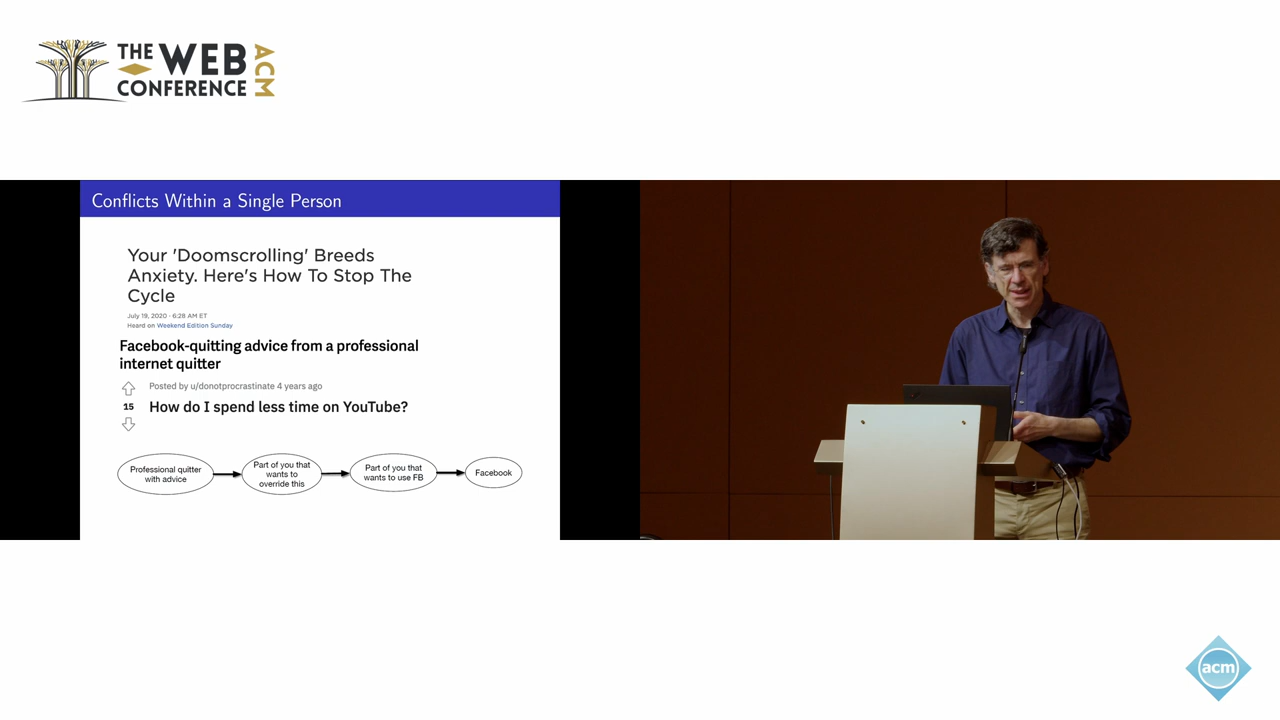 THE WEB
CONFERENCE
ACM
Conflicts Within a Single Person
Your 'Doomscrolling' Breeds
Anxiety. Here's How To Stop The
Cycle
July 19, 2020 · 6:28 AM ET
Heard on Weekend Edition Sunday
Facebook-quitting advice from a professional
internet quitter
Posted by u/donotprocrastinate 4 years ago
15 How do I spend less time on YouTube?
Professional quitter
with advice
Part of you that
wants to
override this
Part of you that
wants to use FB
Facebook
acm